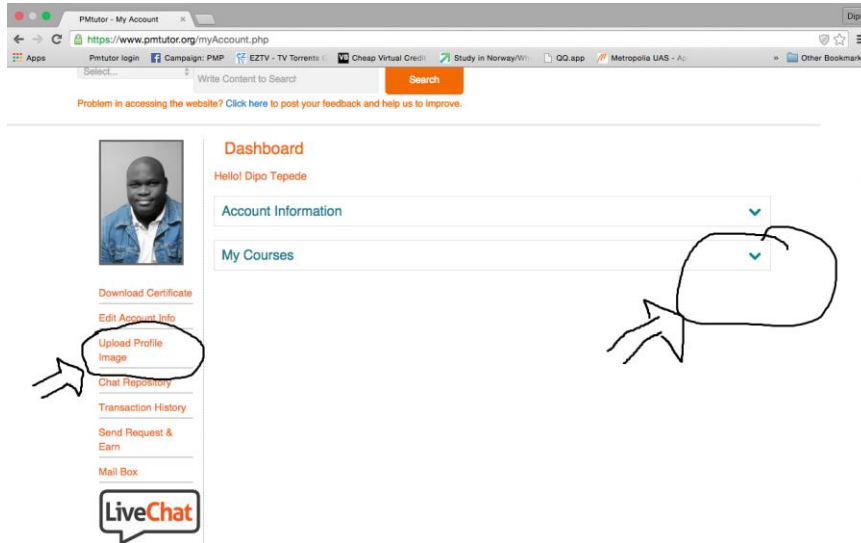 PMtutor - My Account ×
Dipo
https://www.pmtutor.org/myAccount.php
Apps Pmtutor login Campaign: PMP EZTV - TV Torrents Cheap Virtual Credit Study in Norway/Wh QQ.app Metropolia UAS - Ap » Other Bookmark
Select... Write Content to Search Search
Problem in accessing the website? Click here to post your feedback and help us to improve.
Dashboard
Hello! Dipo Tepede
Account Information
My Courses
Download Certificate
Edit Account Info
Upload Profile
Image
Chat Repository
Transaction History
Send Request &
Earn
Mail Box
LiveChat